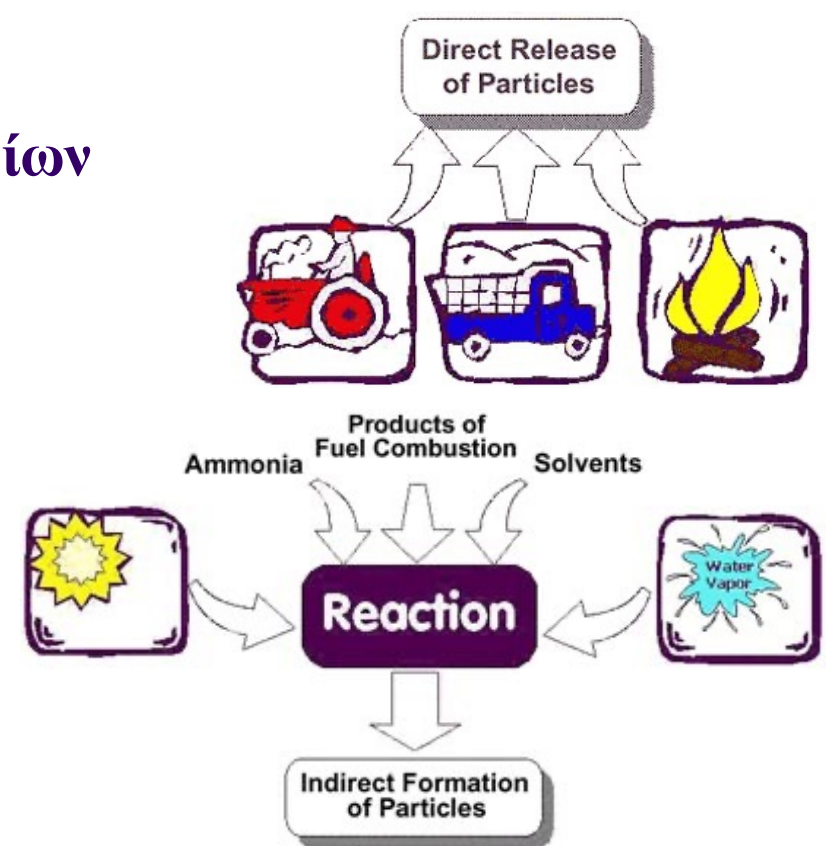 Direct Release
of Particles
ίων
Products of
Fuel Combustion
Ammonia
Solvents
Water
Vapor
Reaction
Indirect Formation
of Particles